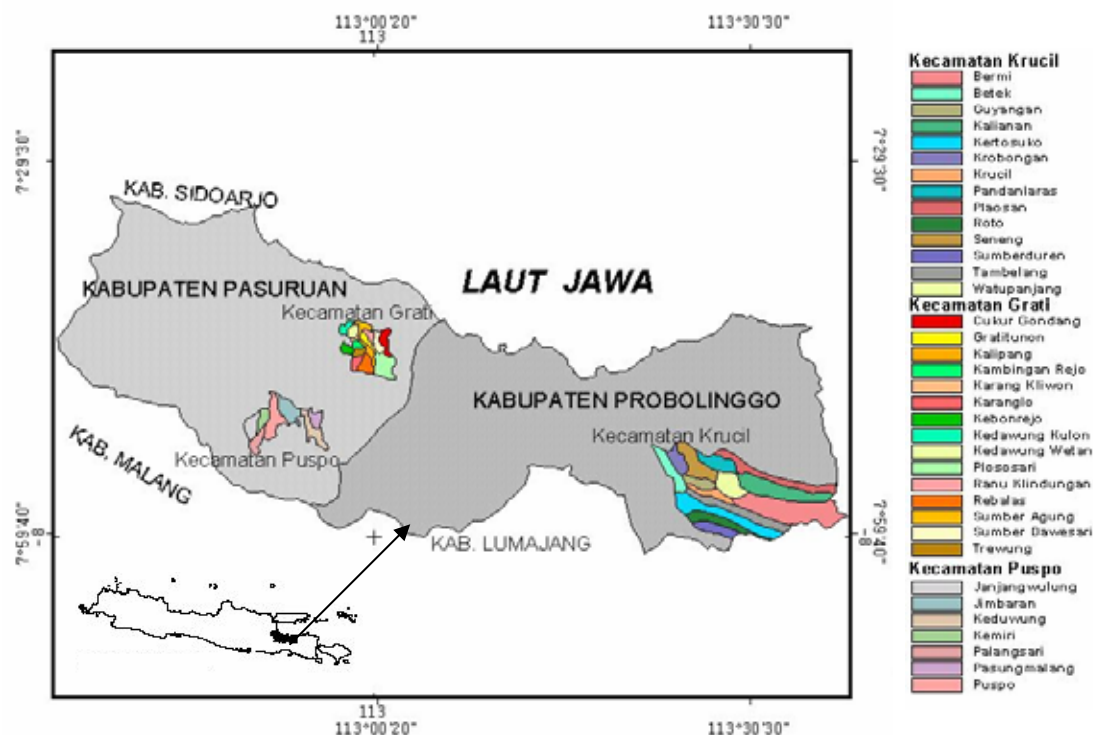 113°00'20"
113
113°30'30"
7°29'30"
7°29'30"
KAB. SIDOARJO
KABUPATEN PASURUAN
LAUT JAWA
Kecamatan Grati
KABUPATEN PROBOLINGGO
Kecamatan Krucil
Kecamatan Puspo
KAB. MALANG
KAB. LUMAJANG
7°59'40"
-8
-8
7°59'40"
113
113°00'20"
113°30'30"
Kecamatan Krucil
Bermi
Betek
Guyangan
Kalianan
Kertosuko
Krobongan
Krucil
Pandanlaras
Plaosan
Roto
Seneng
Sumberduren
Tambelang
Watupanjang
Kecamatan Grati
Cukur Gondang
Gratitunon
Kalipang
Kambingan Rejo
Karang Kliwon
Karanglo
Kebonrejo
Kedawung Kulon
Kedawung Wetan
Plososari
Ranu Klindungan
Rebalas
Sumber Agung
Sumber Dawesari
Trewung
Kecamatan Puspo
Janjangwulung
Jimbaran
Keduwung
Kemiri
Palangsari
Pasungmalang
Puspo